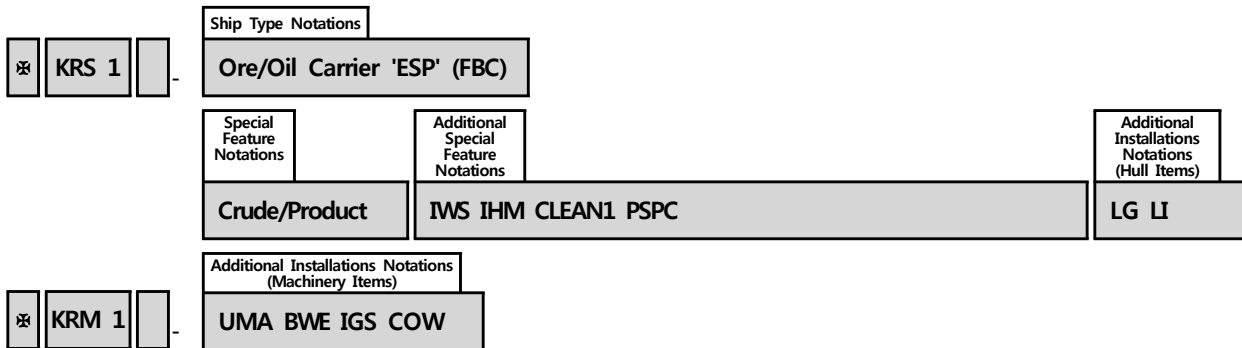 Ship Type Notations
✠ KRS 1 - Ore/Oil Carrier 'ESP' (FBC)
Special
Feature
Notations
Additional
Special
Feature
Notations
Additional
Installations
Notations
(Hull Items)
Crude/Product IWS IHM CLEAN1 PSPC LG LI
Additional Installations Notations
(Machinery Items)
✠ KRM 1 - UMA BWE IGS COW